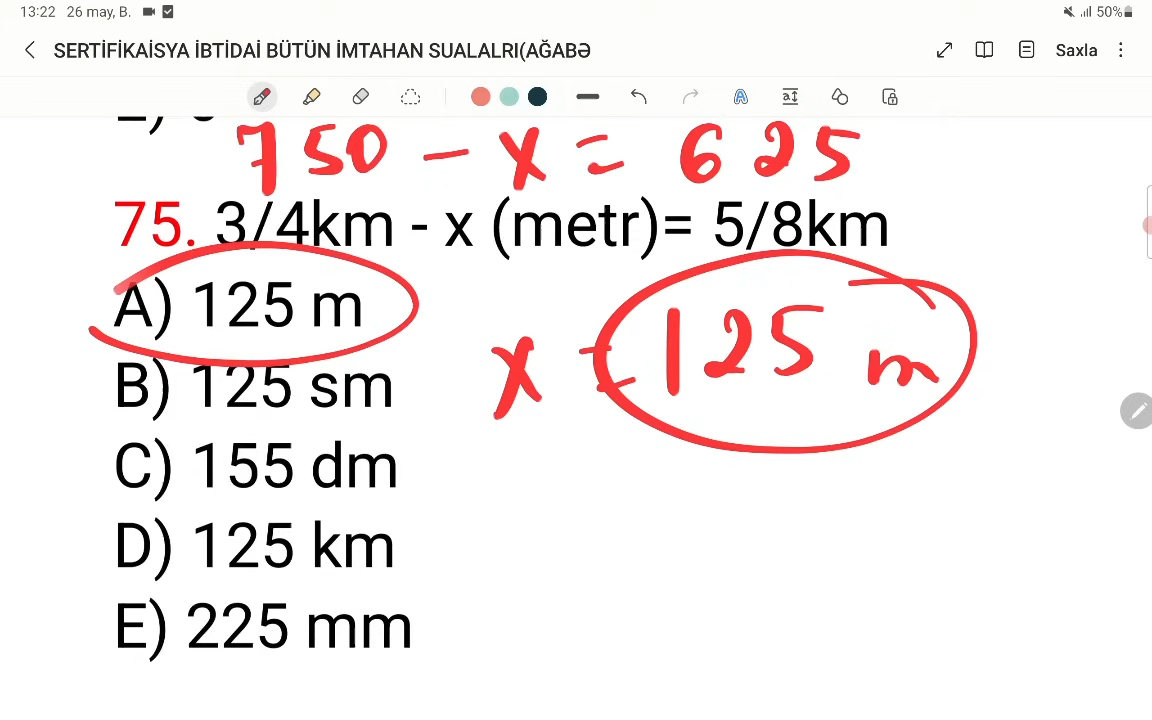 13:22 26 may, B. 50%
SERTİFİKAİSYA İBTİDAİ BÜTÜN İMTAHAN SUALALRI(AĞABƏ Saxla
750 - x = 625
75. 3/4km - x (metr)= 5/8km
A) 125 m
x = 125 m
B) 125 sm
C) 155 dm
D) 125 km
E) 225 mm